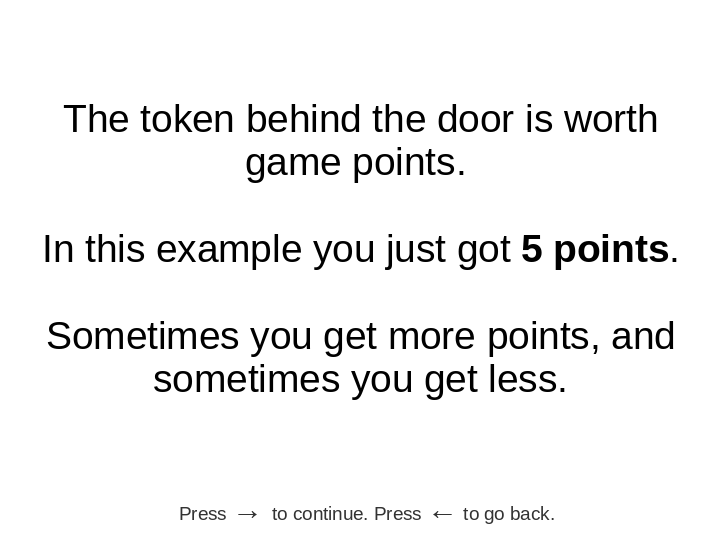 The token behind the door is worth
game points.
In this example you just got 5 points.
Sometimes you get more points, and
sometimes you get less.
Press → to continue. Press ← to go back.